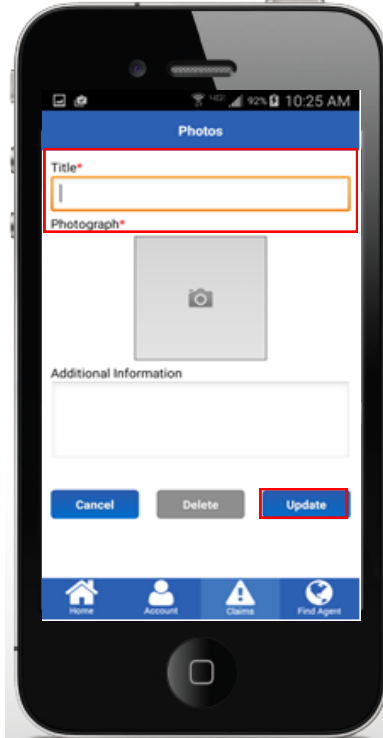 92% 10:25 AM
Photos
Title*
Photograph*
Additional Information
Cancel Delete Update
Home Account Claims Find Agent